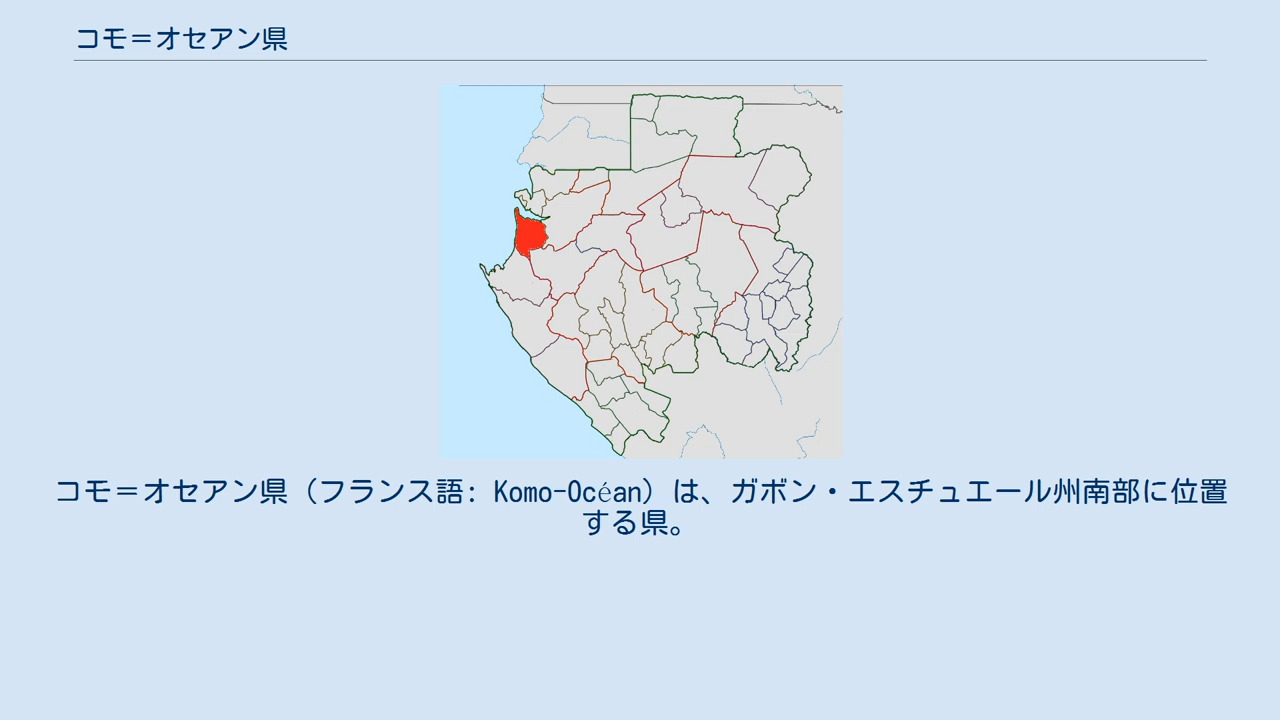 コモ＝オセアン県
コモ＝オセアン県（フランス語: Komo-Océan）は、ガボン・エスチュエール州南部に位置
する県。